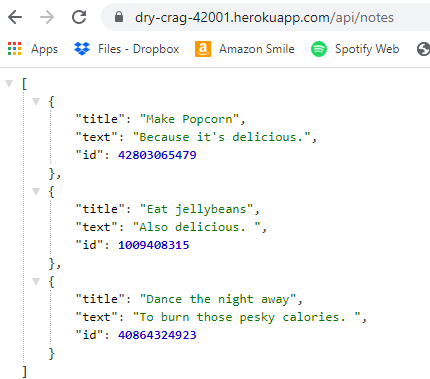 dry-crag-42001.herokuapp.com/api/notes
Apps Files - Dropbox Amazon Smile Spotify Web
[
{
"title": "Make Popcorn",
"text": "Because it's delicious.",
"id": 42803065479
},
{
"title": "Eat jellybeans",
"text": "Also delicious. ",
"id": 1009408315
},
{
"title": "Dance the night away",
"text": "To burn those pesky calories. ",
"id": 40864324923
}
]